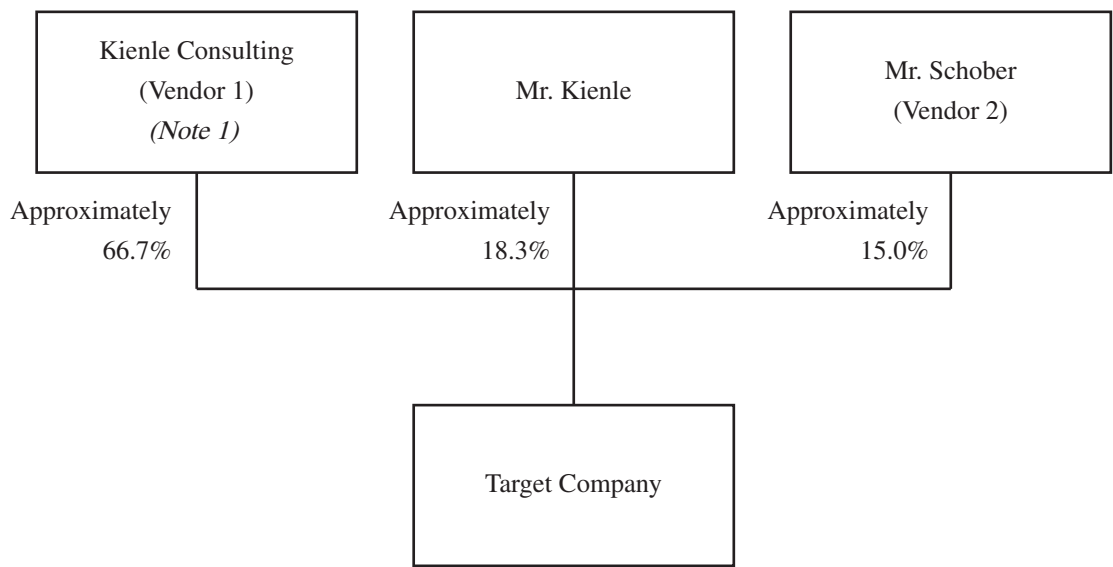 Kienle Consulting
(Vendor 1)
(Note 1)
Mr. Kienle
Mr. Schober
(Vendor 2)
Approximately
66.7%
Approximately
18.3%
Approximately
15.0%
Target Company